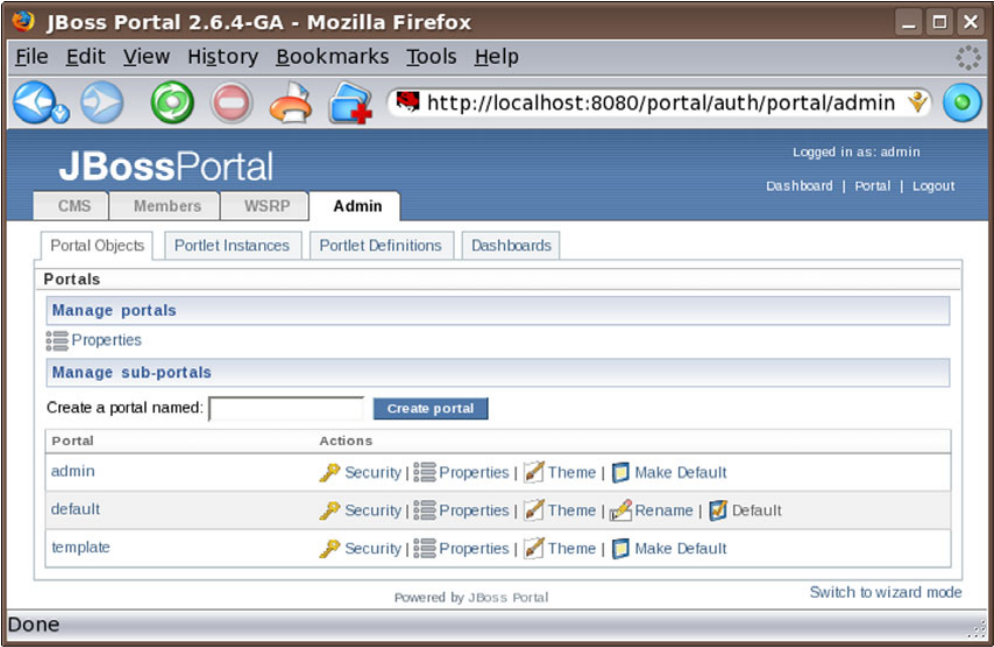 JBoss Portal 2.6.4-GA - Mozilla Firefox
File Edit View History Bookmarks Tools Help
http://localhost:8080/portal/auth/portal/admin
JBossPortal
Logged in as: admin
Dashboard | Portal | Logout
CMS Members WSRP Admin
Portal Objects Portlet Instances Portlet Definitions Dashboards
Portals
Manage portals
Properties
Manage sub-portals
Create a portal named: Create portal
Portal Actions
admin Security | Properties | Theme | Make Default
default Security | Properties | Theme | Rename | Default
template Security | Properties | Theme | Make Default
Powered by JBoss Portal
Switch to wizard mode
Done